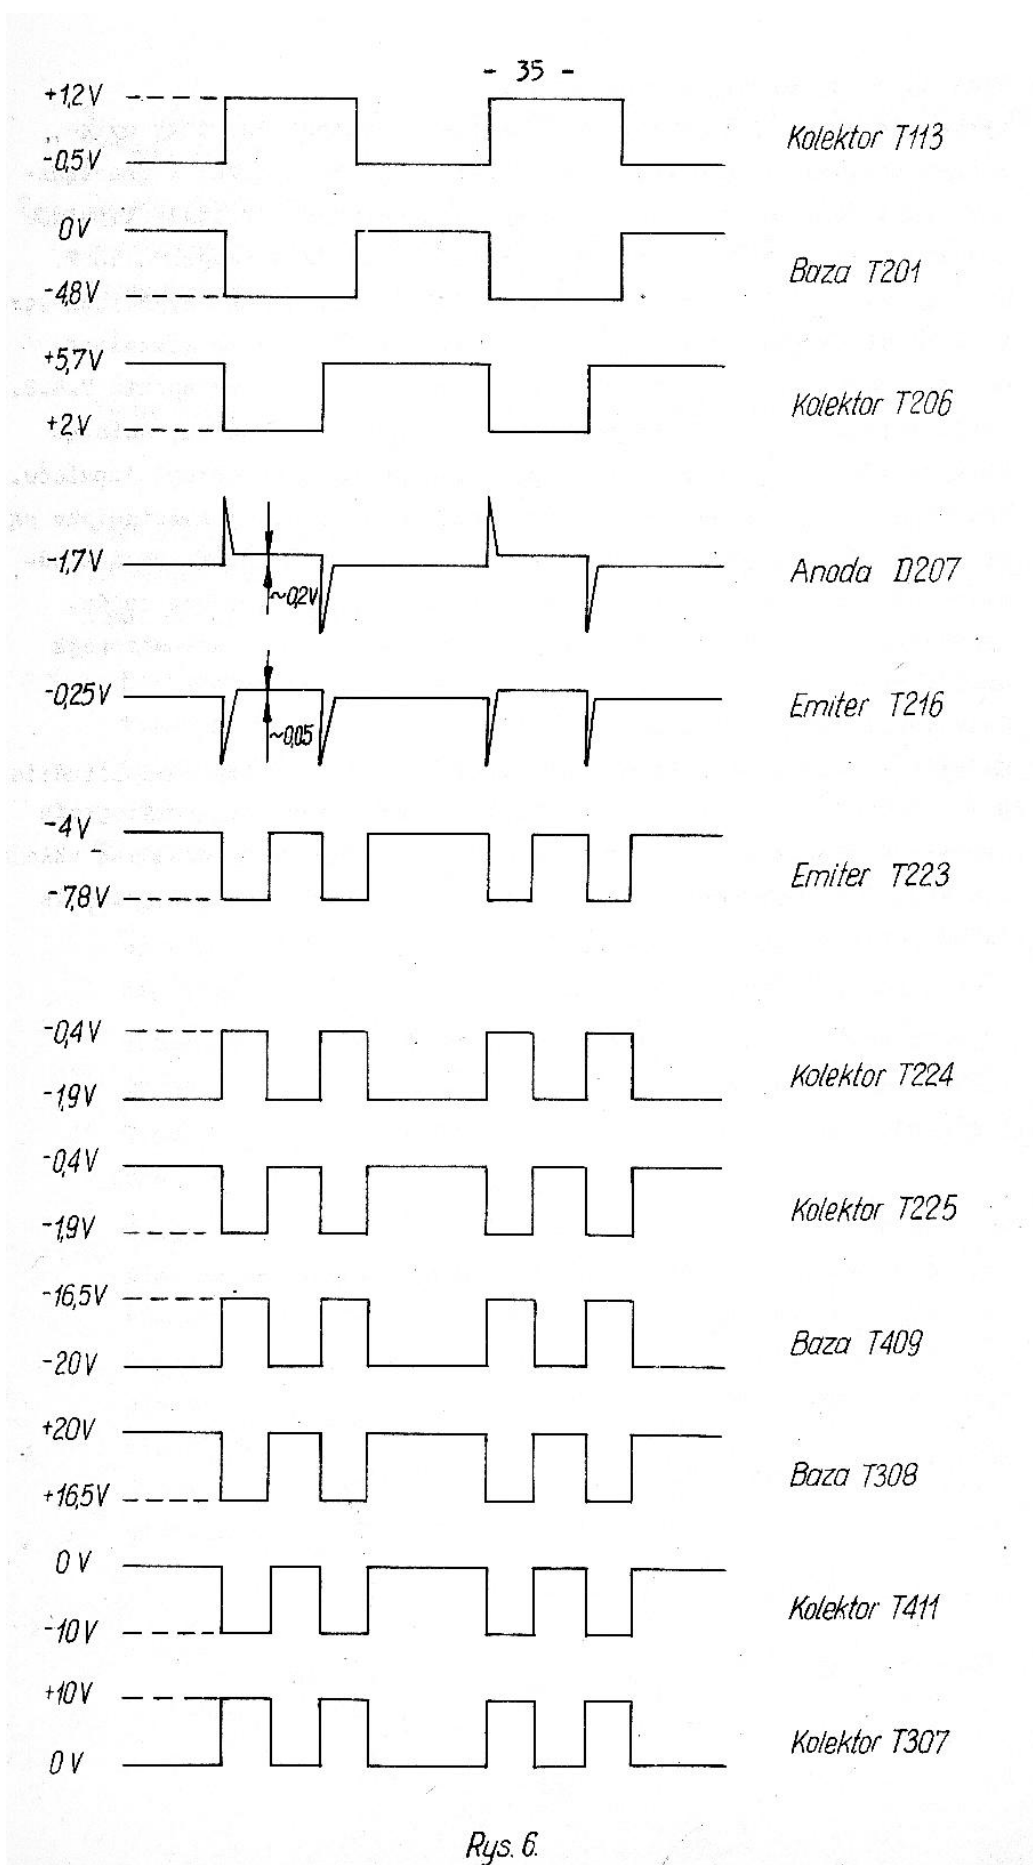 - 35 -
+1,2V
-0,5V
Kolektor T113
0V
-4,8V
Baza T201
+5,7V
+2V
Kolektor T206
-1,7V
~0,2V
Anoda D207
-0,25V
~0,05
Emiter T216
-4V
-7,8V
Emiter T223
-0,4V
-1,9V
Kolektor T224
-0,4V
-1,9V
Kolektor T225
-16,5V
-20V
Baza T409
+20V
+16,5V
Baza T308
0V
-10V
Kolektor T411
+10V
0V
Kolektor T307
Rys. 6.